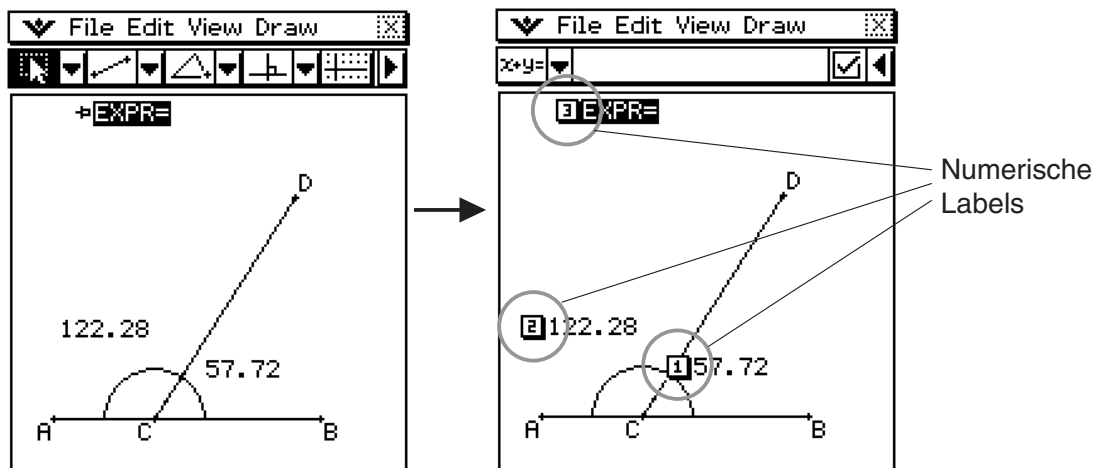 File Edit View Draw
EXPR=
D
122.28
57.72
A
C
B
File Edit View Draw
x+y=
3 EXPR=
D
2 122.28
1 57.72
A
C
B
Numerische
Labels